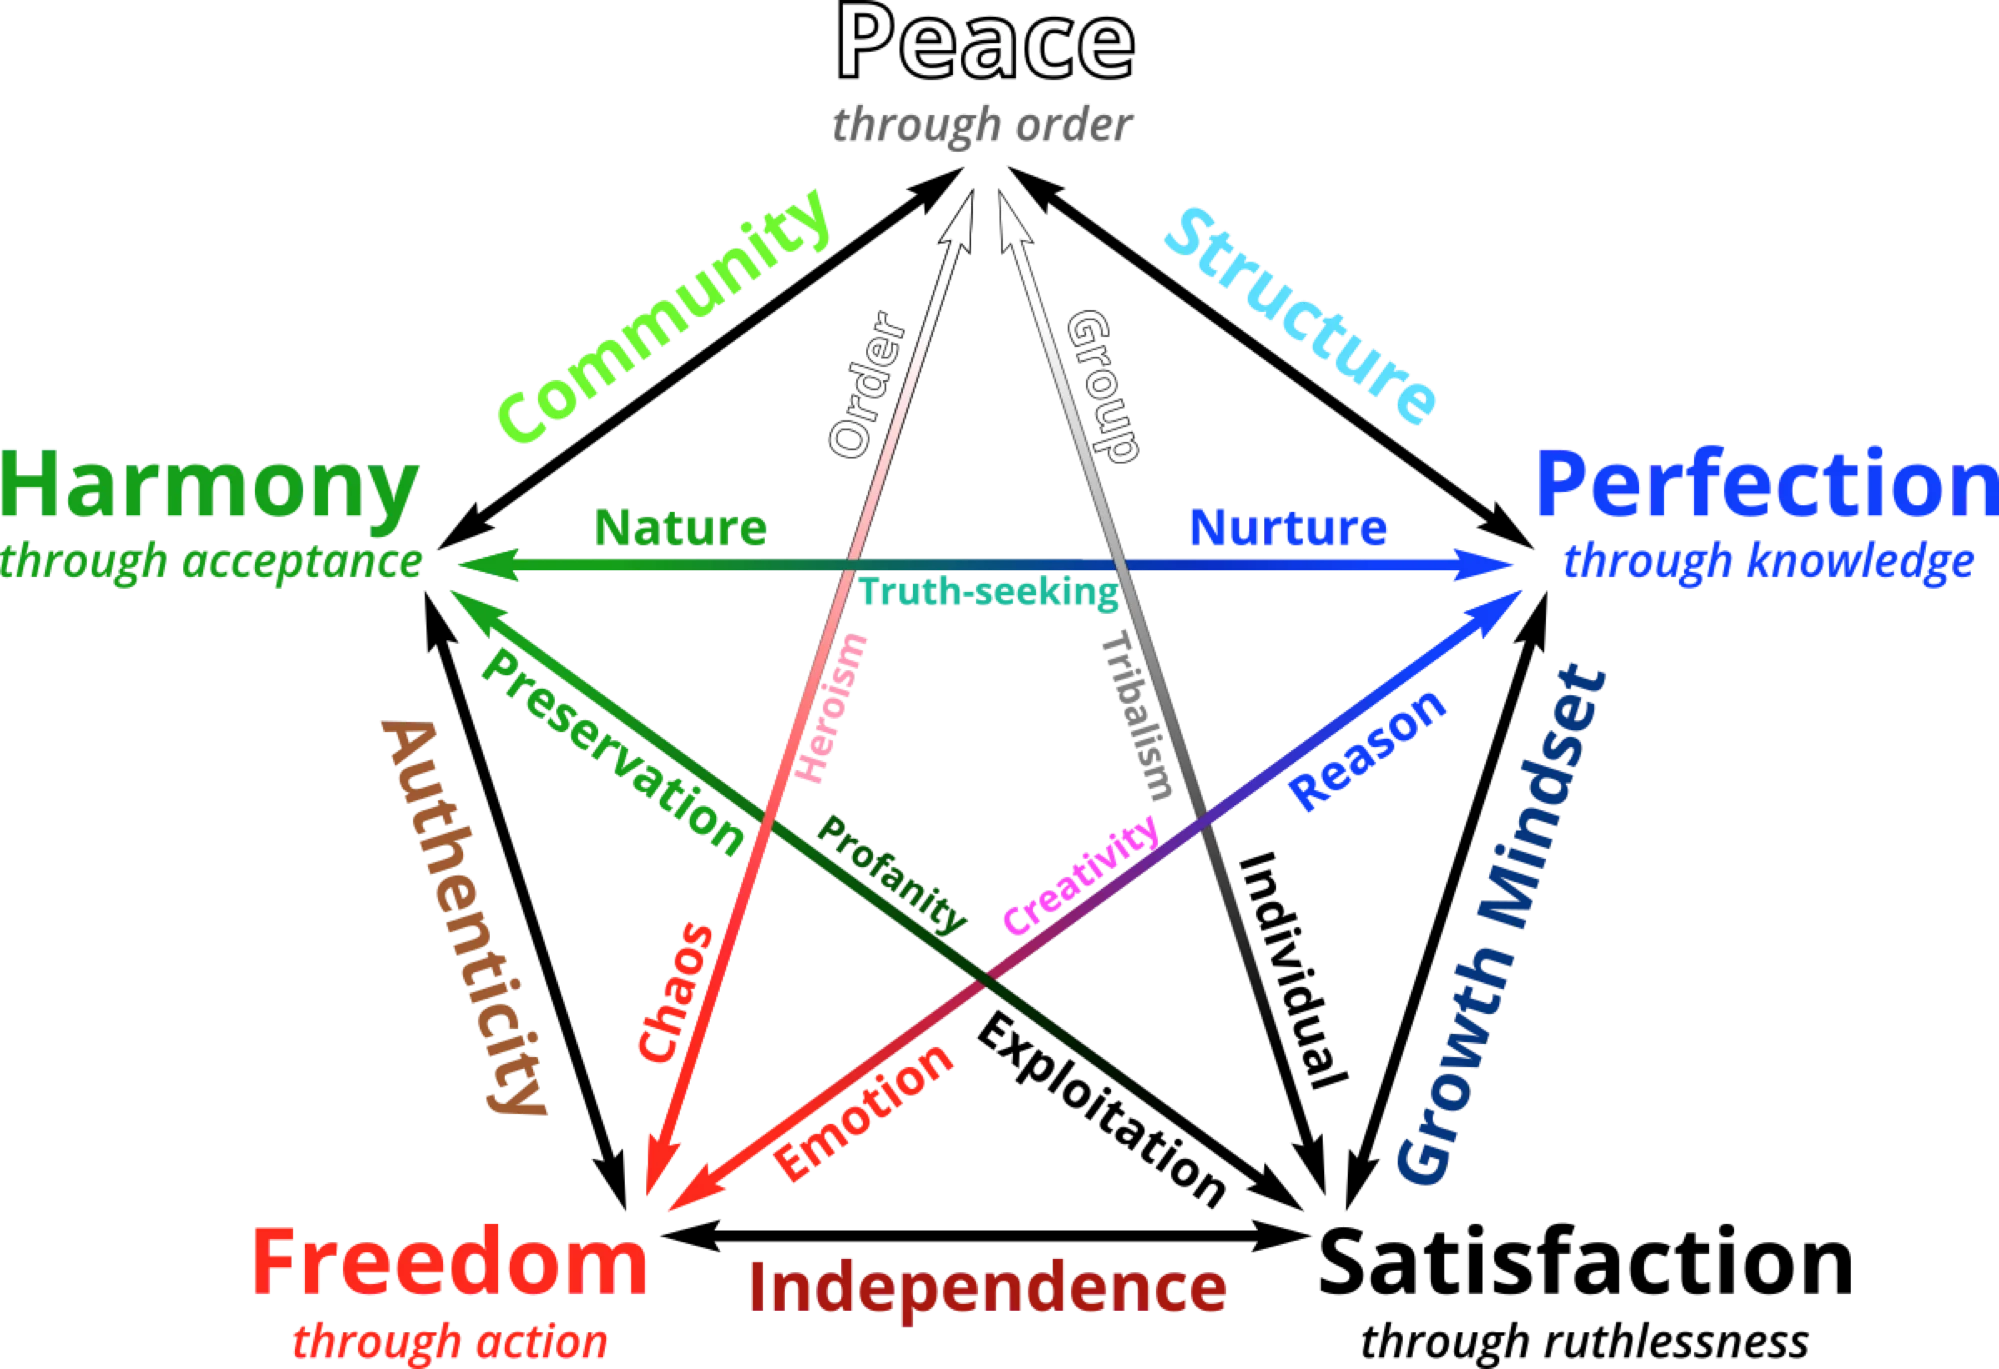 Peace
through order
Community
Structure
Order
Group
Harmony
through acceptance
Perfection
through knowledge
Nature
Nurture
Truth-seeking
Preservation
Heroism
Tribalism
Reason
Authenticity
Profanity
Creativity
Growth Mindset
Chaos
Individual
Emotion
Exploitation
Freedom
through action
Independence
Satisfaction
through ruthlessness